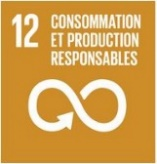 12 CONSOMMATION
ET PRODUCTION
RESPONSABLES